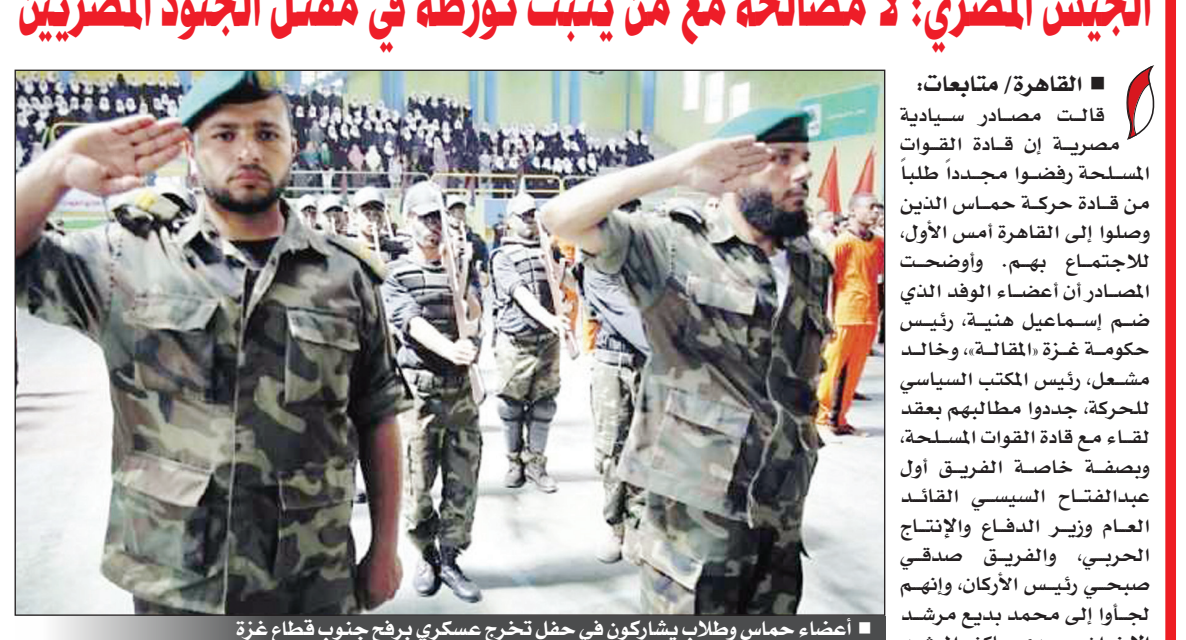 الجيش المصري: لا مصالحة مع من يثبت تورطه في مقتل الجنود المصريين
■ القاهرة/ متابعات:
قالت مصادر سيادية
مصرية إن قادة القوات
المسلحة رفضوا مجدداً طلباً
من قادة حركة حماس الذين
وصلوا إلى القاهرة أمس الأول،
للاجتماع بهم. وأوضحت
المصادر أن أعضاء الوفد الذي
ضم إسماعيل هنية، رئيس
حكومة غزة «المقالة»، وخالد
مشعل، رئيس المكتب السياسي
للحركة، جددوا مطالبهم بعقد
لقاء مع قادة القوات المسلحة،
وبصفة خاصة الفريق أول
عبدالفتاح السيسي القائد
العام وزير الدفاع والإنتاج
الحربي، والفريق صدقي
صبحي رئيس الأركان، وإنهم
لجأوا إلى محمد بديع مرشد
■ أعضاء حماس وطلاب يشاركون في حفل تخرج عسكري برفح جنوب قطاع غزة